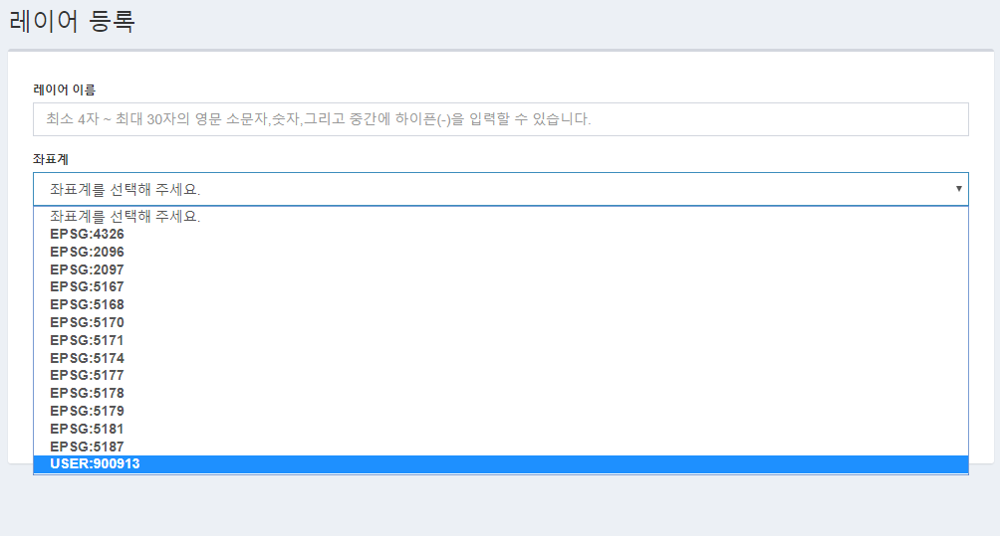 레이어 등록
레이어 이름
최소 4자 ~ 최대 30자의 영문 소문자,숫자,그리고 중간에 하이픈(-)을 입력할 수 있습니다.
좌표계
좌표계를 선택해 주세요.
좌표계를 선택해 주세요.
EPSG:4326
EPSG:2096
EPSG:2097
EPSG:5167
EPSG:5168
EPSG:5170
EPSG:5171
EPSG:5174
EPSG:5177
EPSG:5178
EPSG:5179
EPSG:5181
EPSG:5187
USER:900913